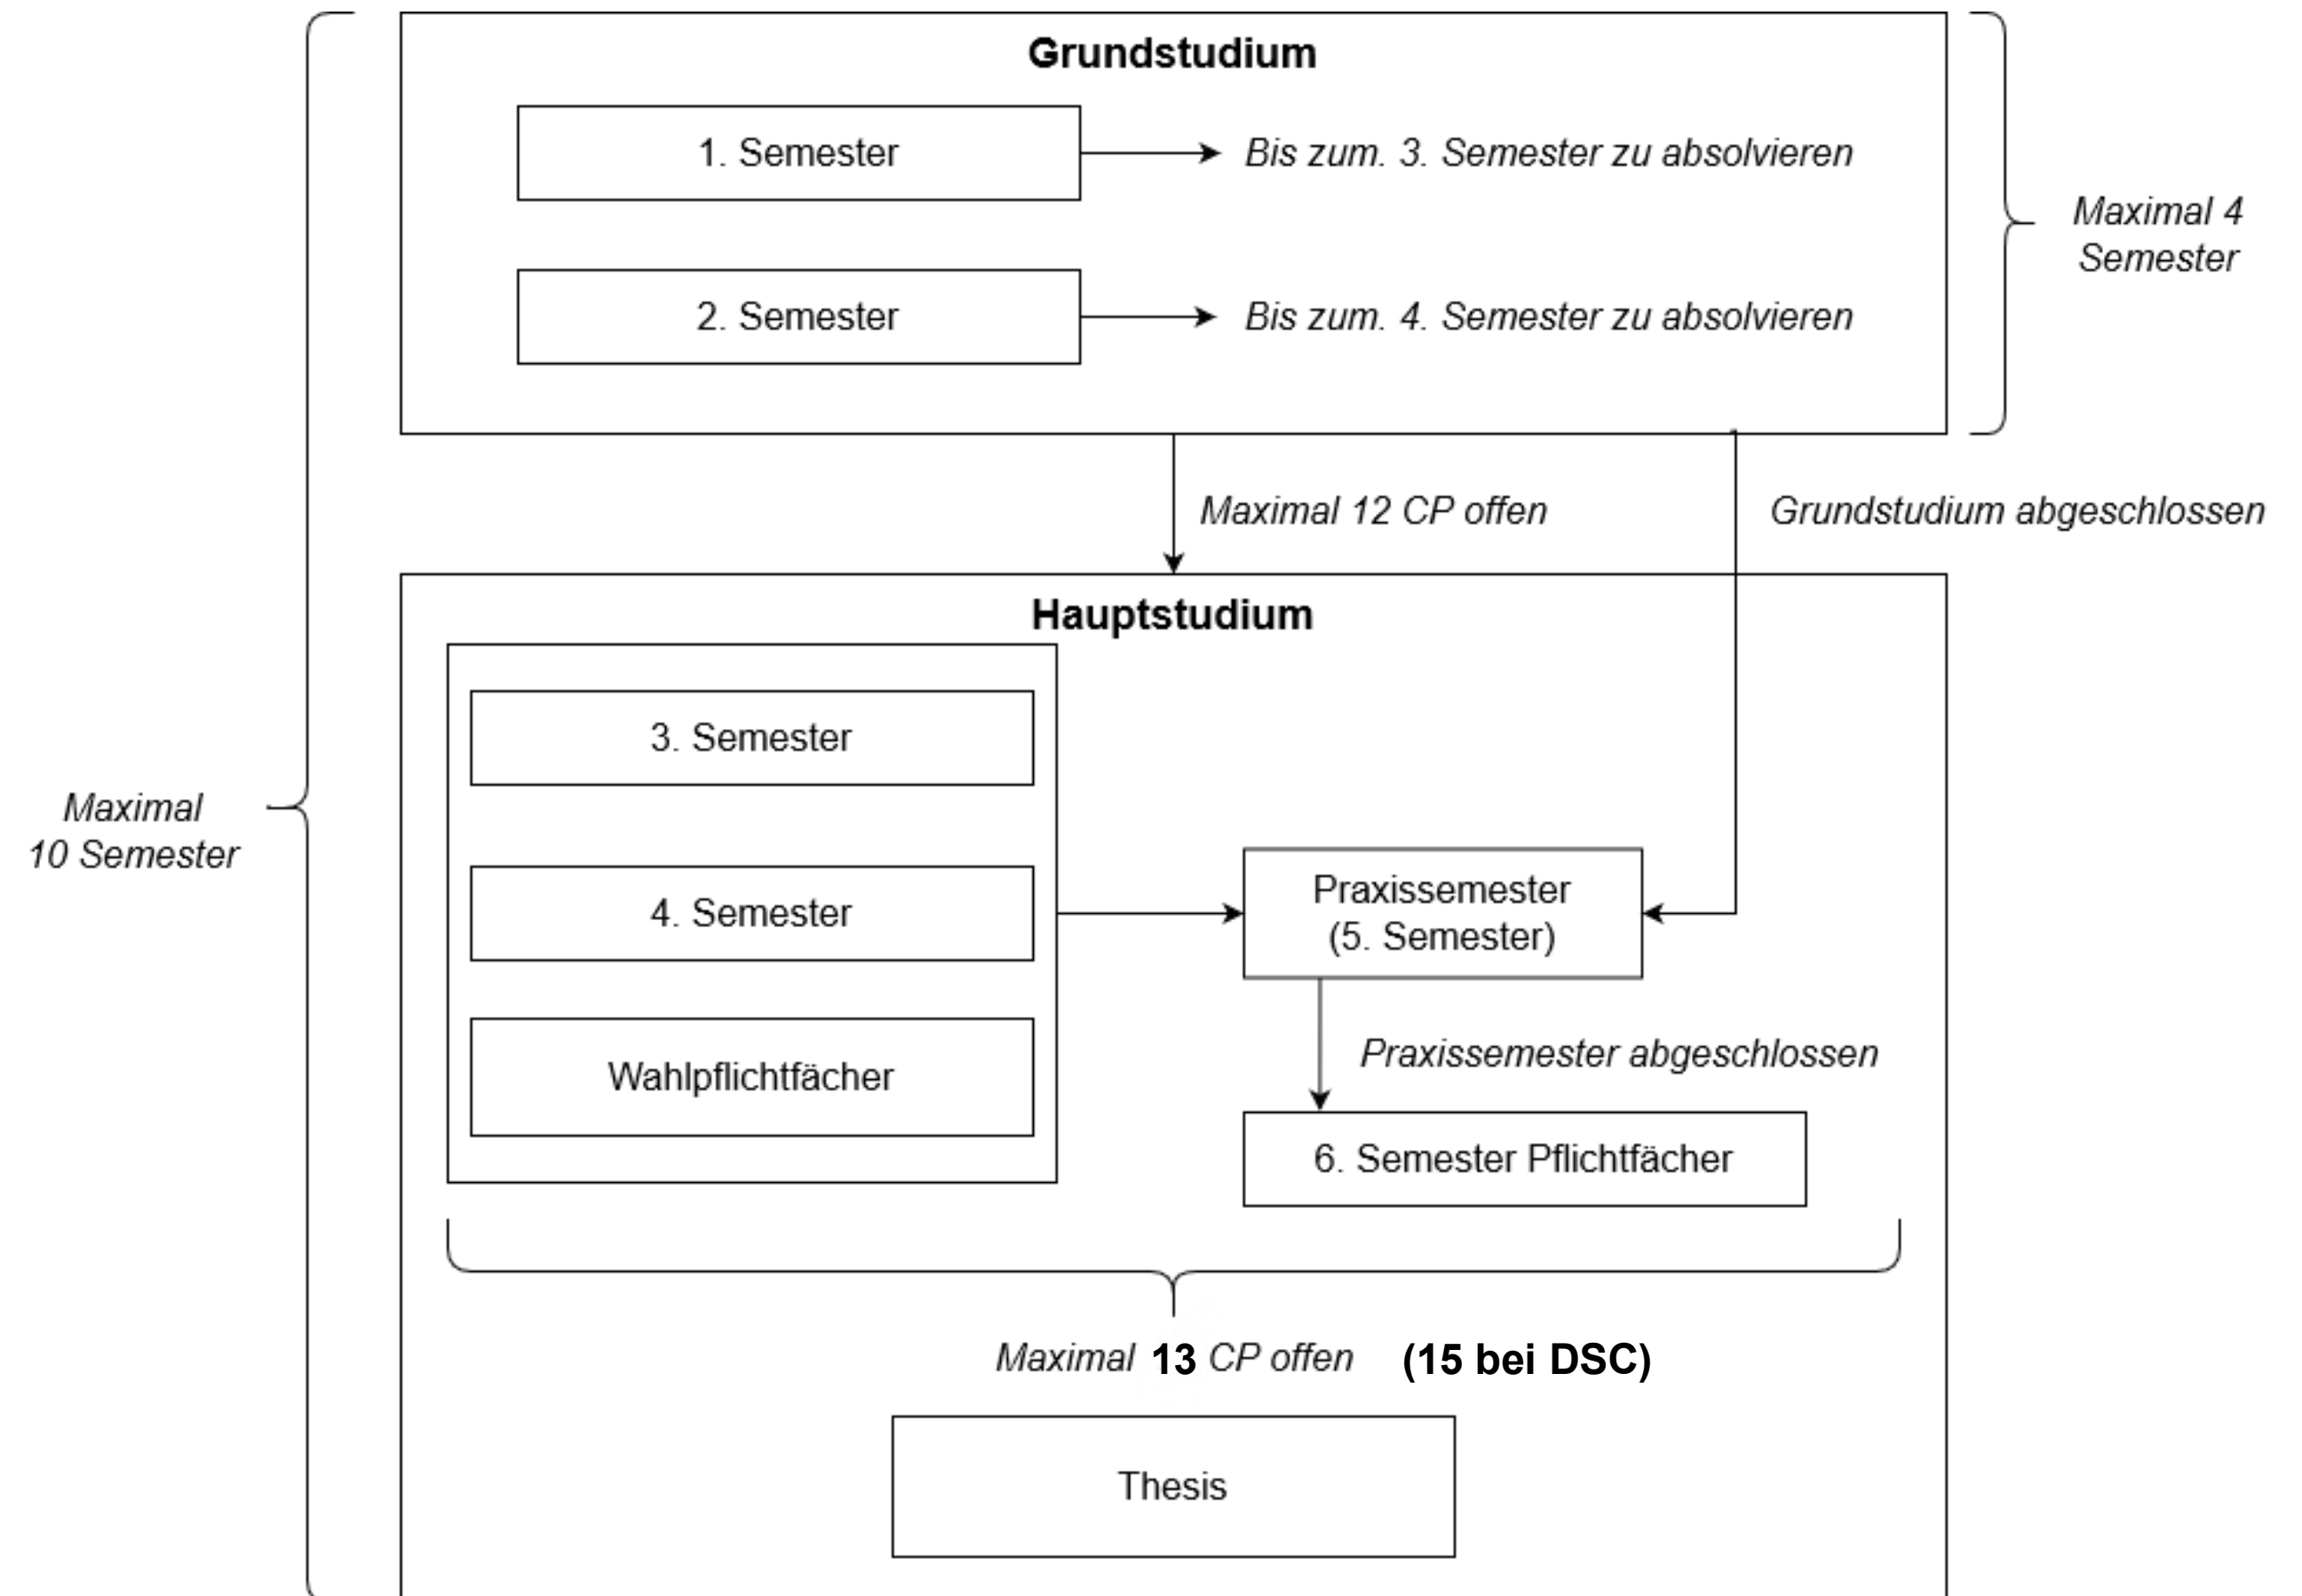 Grundstudium
1. Semester
Bis zum. 3. Semester zu absolvieren
2. Semester
Bis zum. 4. Semester zu absolvieren
Maximal 4
Semester
Maximal 12 CP offen
Grundstudium abgeschlossen
Hauptstudium
3. Semester
Maximal
10 Semester
4. Semester
Praxissemester
(5. Semester)
Wahlpflichtfächer
Praxissemester abgeschlossen
6. Semester Pflichtfächer
Maximal 13 CP offen (15 bei DSC)
Thesis